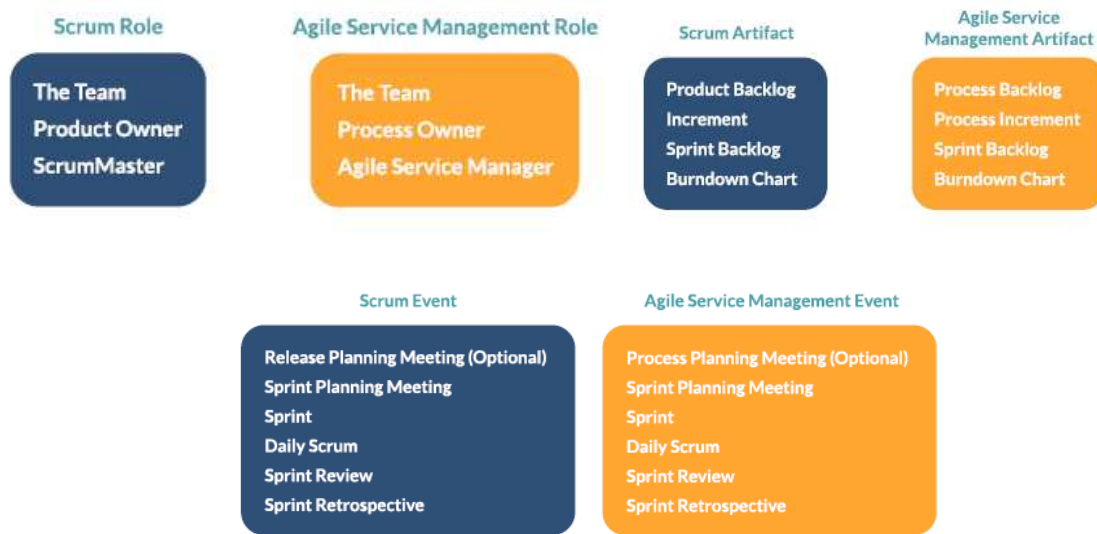 Scrum Role
The Team
Product Owner
ScrumMaster
Agile Service Management Role
The Team
Process Owner
Agile Service Manager
Scrum Artifact
Product Backlog
Increment
Sprint Backlog
Burndown Chart
Agile Service
Management Artifact
Process Backlog
Process Increment
Sprint Backlog
Burndown Chart
Scrum Event
Release Planning Meeting (Optional)
Sprint Planning Meeting
Sprint
Daily Scrum
Sprint Review
Sprint Retrospective
Agile Service Management Event
Process Planning Meeting (Optional)
Sprint Planning Meeting
Sprint
Daily Scrum
Sprint Review
Sprint Retrospective